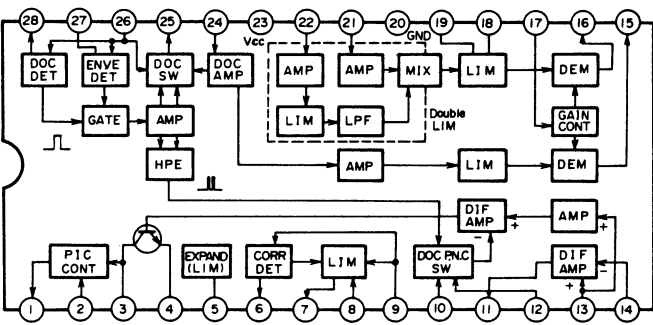 28 27 26 25 24 23 22 21 20 19 18 17 16 15
Vcc GND
DOC DET
ENVE DET
DOC SW
DOC AMP
AMP
AMP
MIX
LIM
DEM
GATE
AMP
LIM
LPF
Double LIM
GAIN CONT
HPE
AMP
LIM
DEM
DIF AMP
+
AMP
+
PIC CONT
EXPAND (LIM)
CORR DET
LIM
DOC P.N.C SW
−
DIF AMP
−
+
1 2 3 4 5 6 7 8 9 10 11 12 13 14